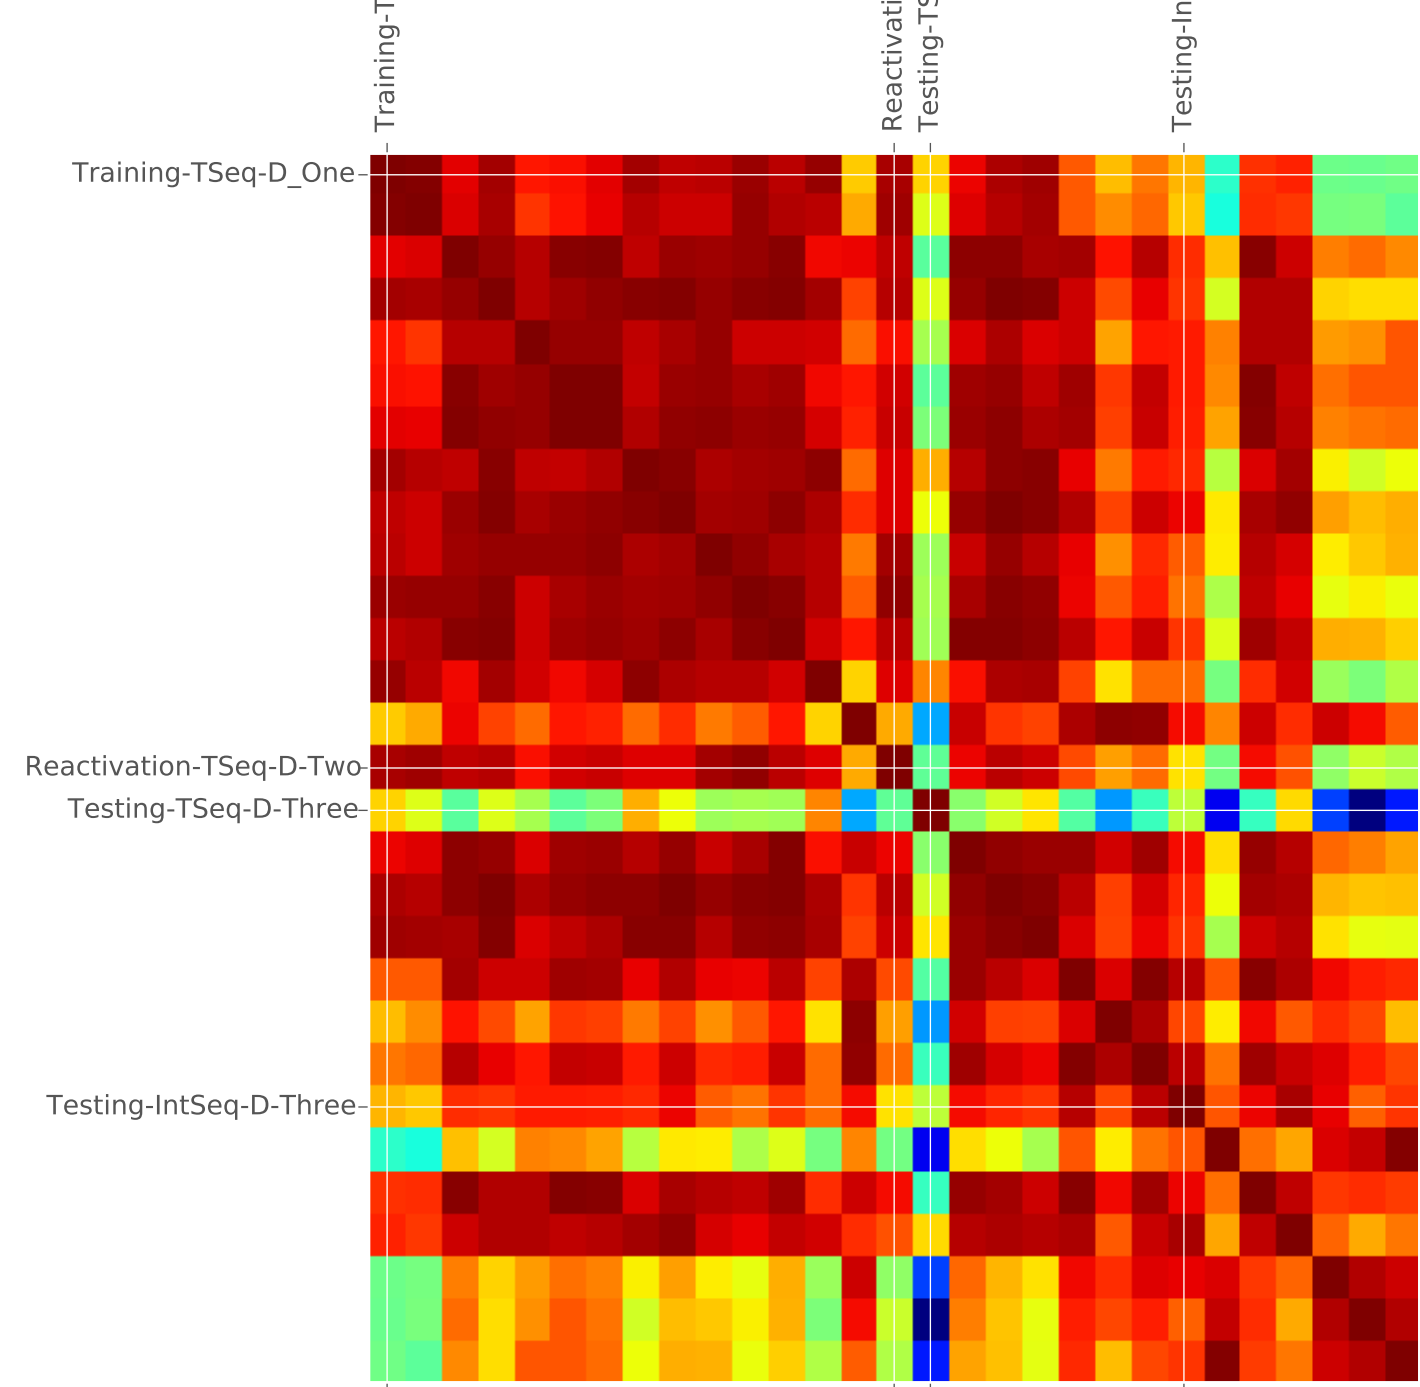 Training-T
Reactivati
Testing-TS
Testing-In
Training-TSeq-D_One
Reactivation-TSeq-D-Two
Testing-TSeq-D-Three
Testing-IntSeq-D-Three